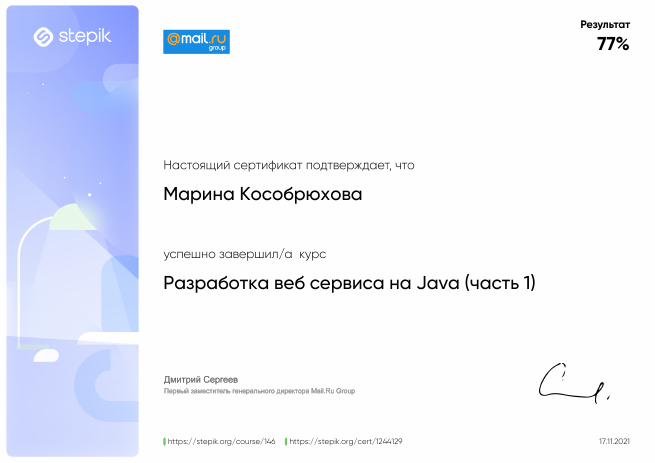 stepik
@mail.ru
group
Результат
77%
Настоящий сертификат подтверждает, что
Марина Кособрюхова
успешно завершил/а курс
Разработка веб сервиса на Java (часть 1)
Дмитрий Сергеев
Первый заместитель генерального директора Mail.Ru Group
https://stepik.org/course/146 https://stepik.org/cert/1244129
17.11.2021